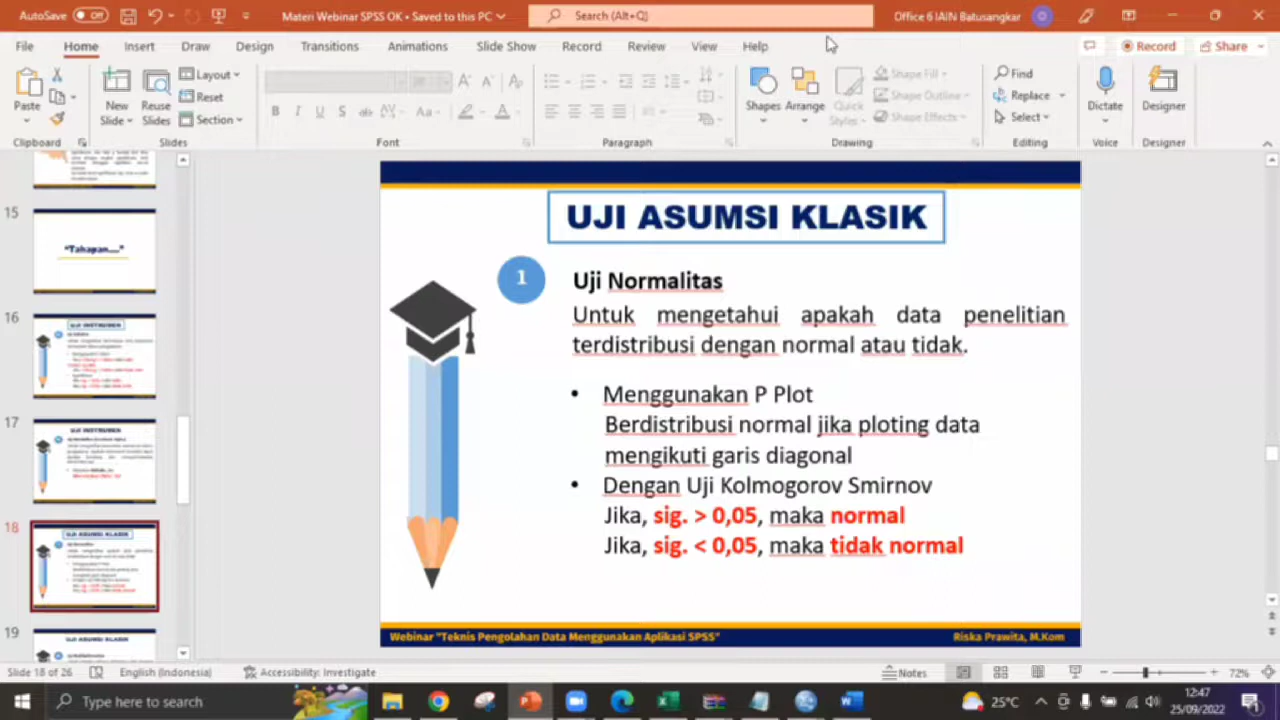 AutoSave Off Materi Webinar SPSS OK • Saved to this PC Search (Alt+Q) Office 6 IAIN Batusangkar
File Home Insert Draw Design Transitions Animations Slide Show Record Review View Help Record Share
Paste New Slide Reuse Slides Layout Reset Section
Shapes Arrange Quick Styles Shape Fill Shape Outline Shape Effects
Find Replace Select Dictate Designer
Clipboard Slides Font Paragraph Drawing Editing Voice Designer
15
"Tahapan...."
16
UJI INSTRUMEN
17
UJI INSTRUMEN
18
UJI ASUMSI KLASIK
19
UJI ASUMSI KLASIK
UJI ASUMSI KLASIK
1
Uji Normalitas
Untuk mengetahui apakah data penelitian
terdistribusi dengan normal atau tidak.
• Menggunakan P Plot
Berdistribusi normal jika ploting data
mengikuti garis diagonal
• Dengan Uji Kolmogorov Smirnov
Jika, sig. > 0,05, maka normal
Jika, sig. < 0,05, maka tidak normal
Webinar "Teknis Pengolahan Data Menggunakan Aplikasi SPSS" Riska Prawita, M.Kom
Slide 18 of 26 English (Indonesia) Accessibility: Investigate Notes 72%
Type here to search 25°C 12:47
25/09/2022